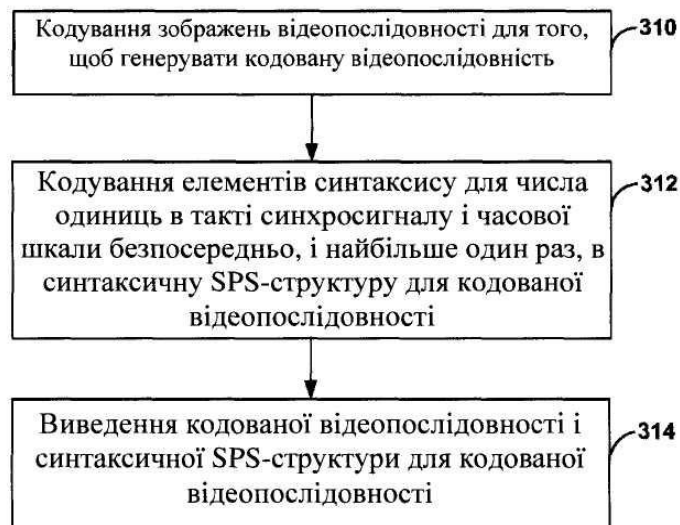 Кодування зображень відеопослідовності для того,
щоб генерувати кодовану відеопослідовність
310
Кодування елементів синтаксису для числа
одиниць в такті синхросигналу і часової
шкали безпосередньо, і найбільше один раз, в
синтаксичну SPS-структуру для кодованої
відеопослідовності
312
Виведення кодованої відеопослідовності і
синтаксичної SPS-структури для кодованої
відеопослідовності
314